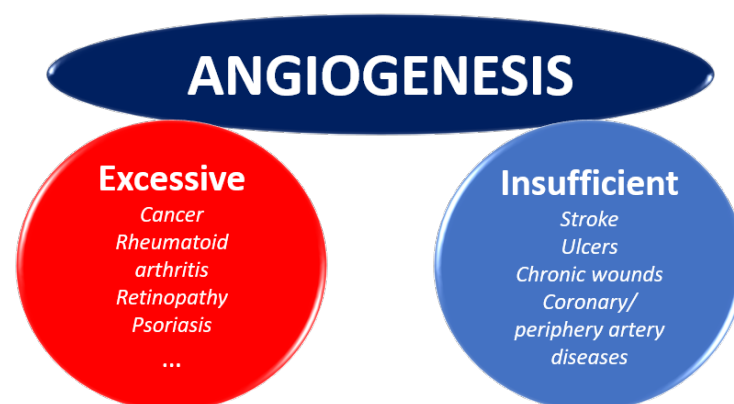 ANGIOGENESIS
Excessive
Cancer
Rheumatoid
arthritis
Retinopathy
Psoriasis
...
Insufficient
Stroke
Ulcers
Chronic wounds
Coronary/
periphery artery
diseases